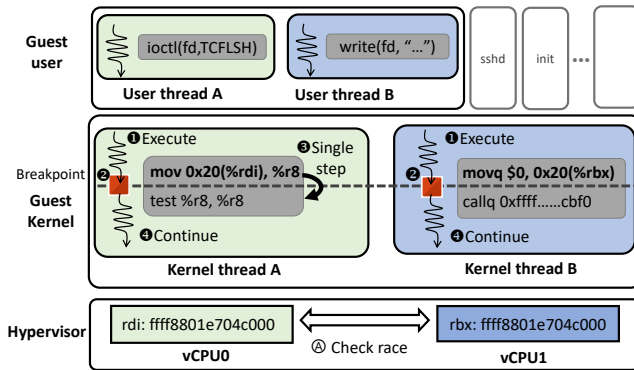 Guest
user
ioctl(fd,TCFLSH)
User thread A
write(fd, “…”)
User thread B
sshd
init
...
Breakpoint
Guest
Kernel
❶Execute
❷
mov 0x20(%rdi), %r8
test %r8, %r8
❸Single
step
❹Continue
Kernel thread A
❶Execute
❷
movq $0, 0x20(%rbx)
callq 0xffff……cbf0
❹Continue
Kernel thread B
Hypervisor
rdi: ffff8801e704c000
vCPU0
Ⓐ Check race
rbx: ffff8801e704c000
vCPU1